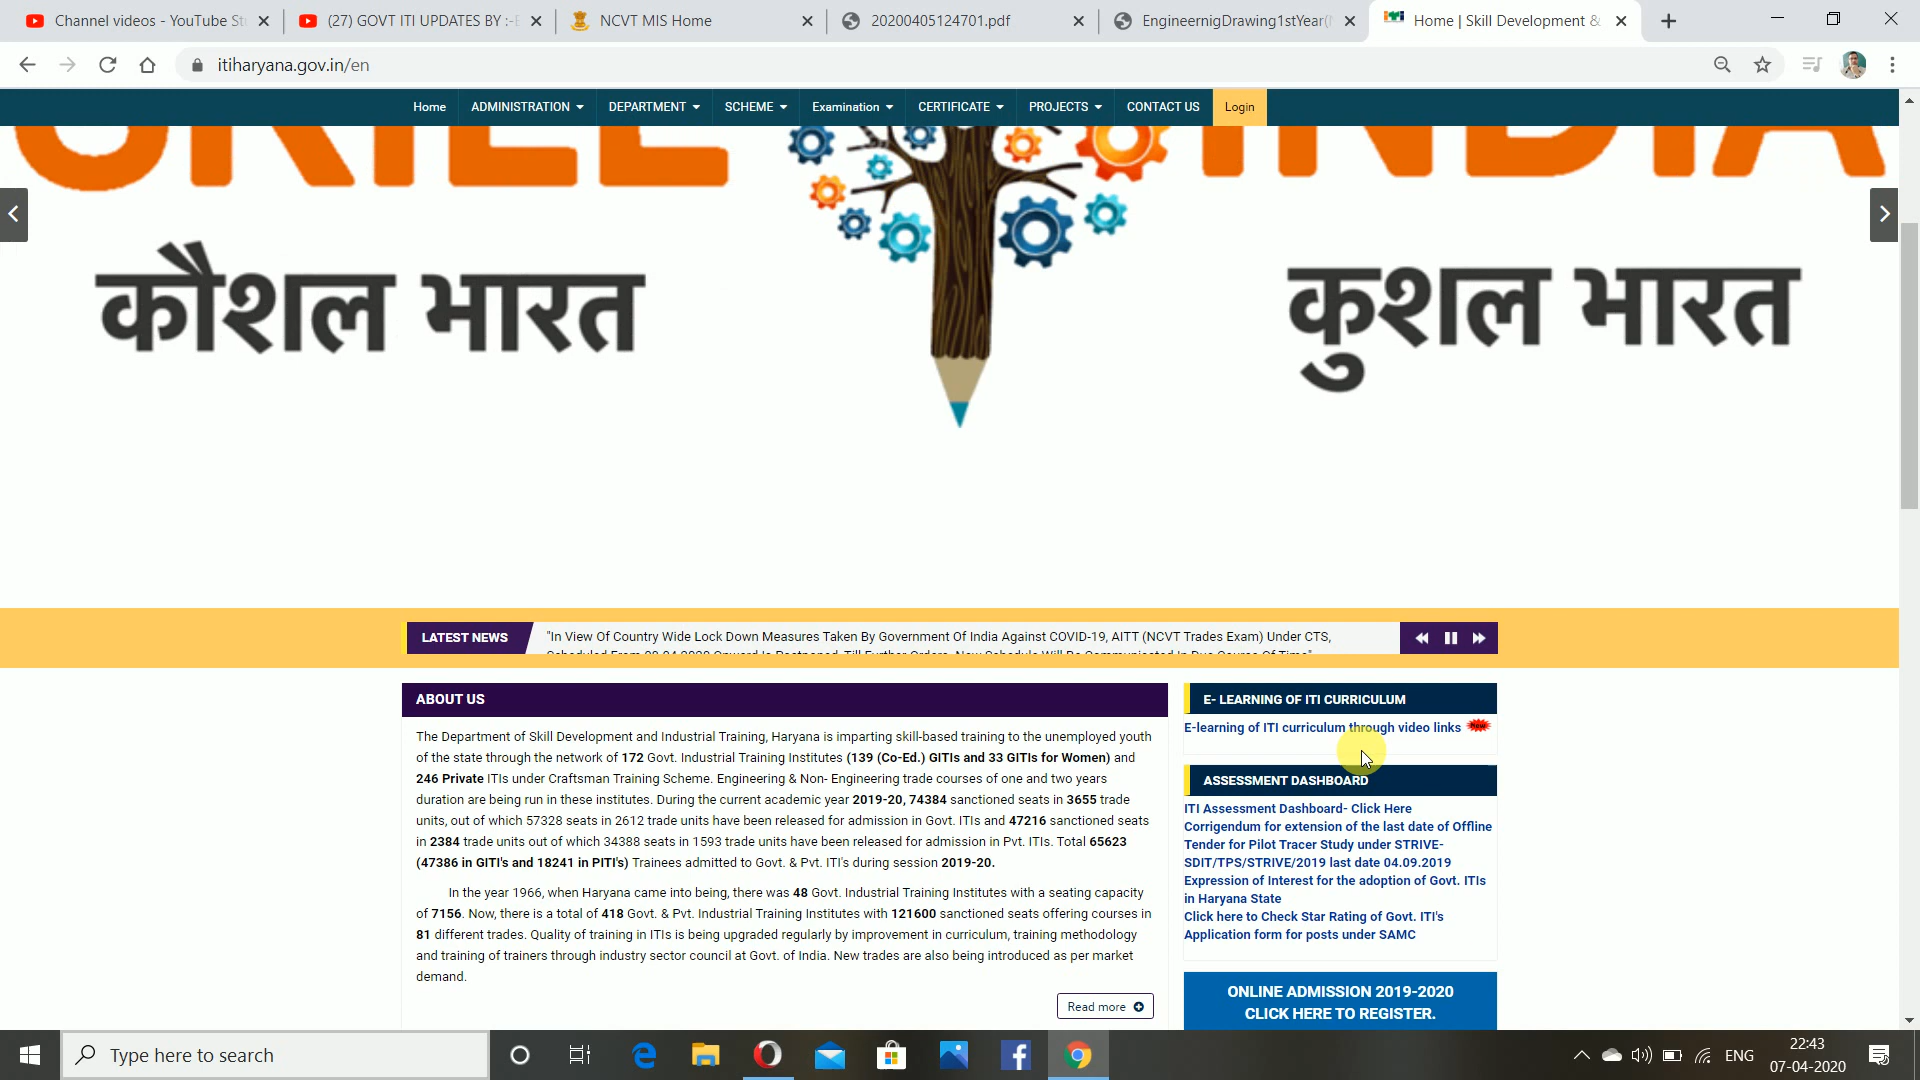 Channel videos - YouTube St
(27) GOVT ITI UPDATES BY :-
NCVT MIS Home
20200405124701.pdf
EngineernigDrawing1stYear(
Home | Skill Development &
itiharyana.gov.in/en
Home
ADMINISTRATION
DEPARTMENT
SCHEME
Examination
CERTIFICATE
PROJECTS
CONTACT US
Login
SKILL INDIA
कौशल भारत
कुशल भारत
LATEST NEWS
"In View Of Country Wide Lock Down Measures Taken By Government Of India Against COVID-19, AITT (NCVT Trades Exam) Under CTS,
ABOUT US
The Department of Skill Development and Industrial Training, Haryana is imparting skill-based training to the unemployed youth
of the state through the network of 172 Govt. Industrial Training Institutes (139 (Co-Ed.) GITIs and 33 GITIs for Women) and
246 Private ITIs under Craftsman Training Scheme. Engineering & Non- Engineering trade courses of one and two years
duration are being run in these institutes. During the current academic year 2019-20, 74384 sanctioned seats in 3655 trade
units, out of which 57328 seats in 2612 trade units have been released for admission in Govt. ITIs and 47216 sanctioned seats
in 2384 trade units out of which 34388 seats in 1593 trade units have been released for admission in Pvt. ITIs. Total 65623
(47386 in GITI's and 18241 in PITI's) Trainees admitted to Govt. & Pvt. ITI's during session 2019-20.
In the year 1966, when Haryana came into being, there was 48 Govt. Industrial Training Institutes with a seating capacity
of 7156. Now, there is a total of 418 Govt. & Pvt. Industrial Training Institutes with 121600 sanctioned seats offering courses in
81 different trades. Quality of training in ITIs is being upgraded regularly by improvement in curriculum, training methodology
and training of trainers through industry sector council at Govt. of India. New trades are also being introduced as per market
demand.
Read more
E- LEARNING OF ITI CURRICULUM
E-learning of ITI curriculum through video links New
ASSESSMENT DASHBOARD
ITI Assessment Dashboard- Click Here
Corrigendum for extension of the last date of Offline
Tender for Pilot Tracer Study under STRIVE-
SDIT/TPS/STRIVE/2019 last date 04.09.2019
Expression of Interest for the adoption of Govt. ITIs
in Haryana State
Click here to Check Star Rating of Govt. ITI's
Application form for posts under SAMC
ONLINE ADMISSION 2019-2020
CLICK HERE TO REGISTER.
Type here to search
ENG
22:43
07-04-2020